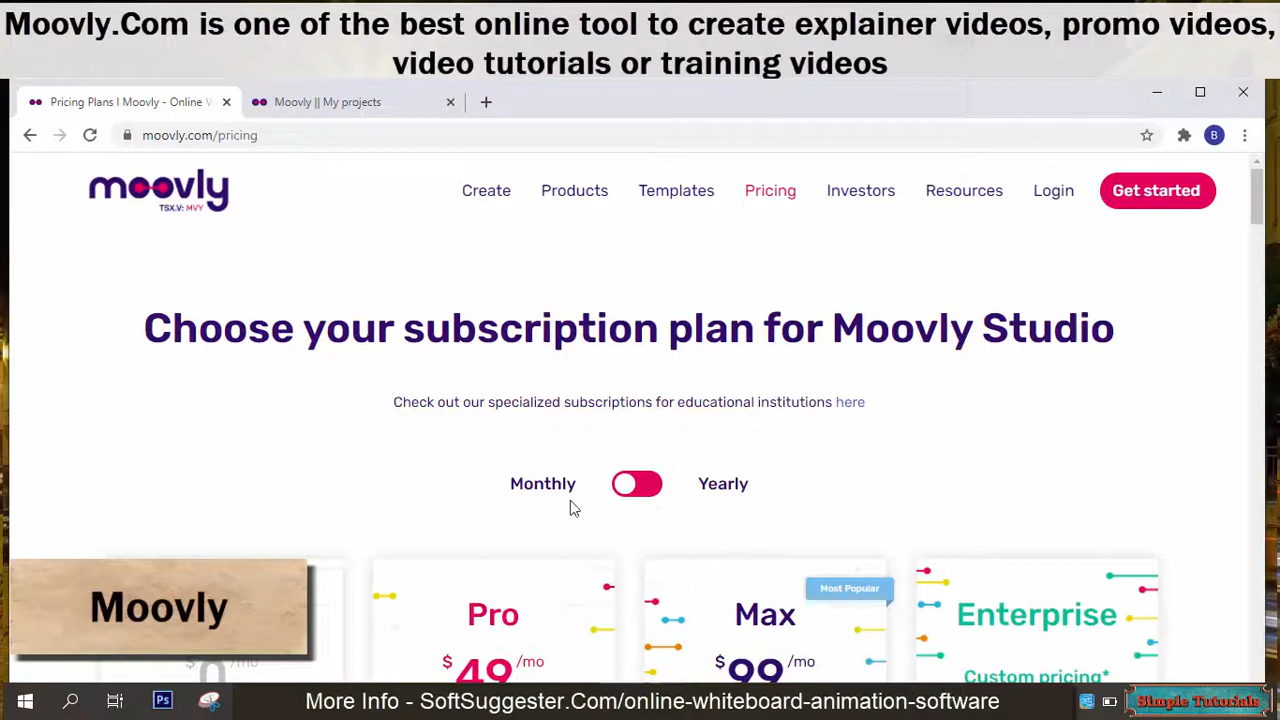 Moovly.Com is one of the best online tool to create explainer videos, promo videos,
video tutorials or training videos
Pricing Plans I Moovly - Online V
Moovly || My projects
moovly.com/pricing
B
moovly
TSX.V: MVY
Create
Products
Templates
Pricing
Investors
Resources
Login
Get started
Choose your subscription plan for Moovly Studio
Check out our specialized subscriptions for educational institutions here
Monthly
Yearly
Moovly
0 /mo
Pro
$ 49 /mo
Most Popular
Max
$ 99 /mo
Enterprise
Custom pricing*
Ps
More Info - SoftSuggester.Com/online-whiteboard-animation-software
Simple Tutorials